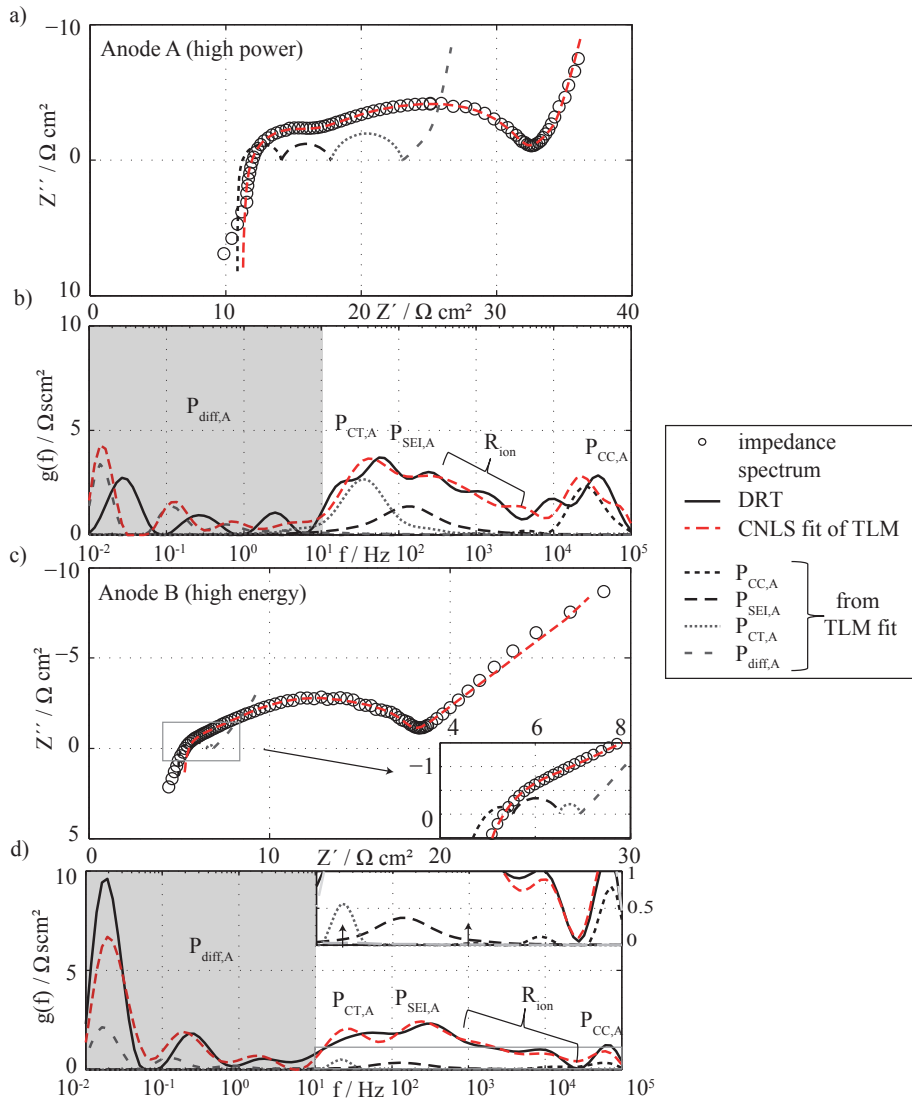 a)
−10
Anode A (high power)
0
Z´´ / Ω cm²
10
0
10
20
Z´ / Ω cm²
30
40
b)
10
P_diff,A
P_CT,A
P_SEI,A
R_ion
P_CC,A
5
g(f) / Ωscm²
0
10^-2
10^-1
10^0
10^1
f / Hz
10^2
10^3
10^4
10^5
impedance
spectrum
DRT
CNLS fit of TLM
P_CC,A
P_SEI,A
P_CT,A
P_diff,A
from
TLM fit
c)
−10
Anode B (high energy)
−5
Z´´ / Ω cm²
0
5
4
6
8
−1
0
0
10
Z´ / Ω cm²
20
30
d)
10
1
0.5
0
P_diff,A
P_CT,A
P_SEI,A
R_ion
P_CC,A
5
g(f) / Ωscm²
0
10^-2
10^-1
10^0
10^1
f / Hz
10^2
10^3
10^4
10^5